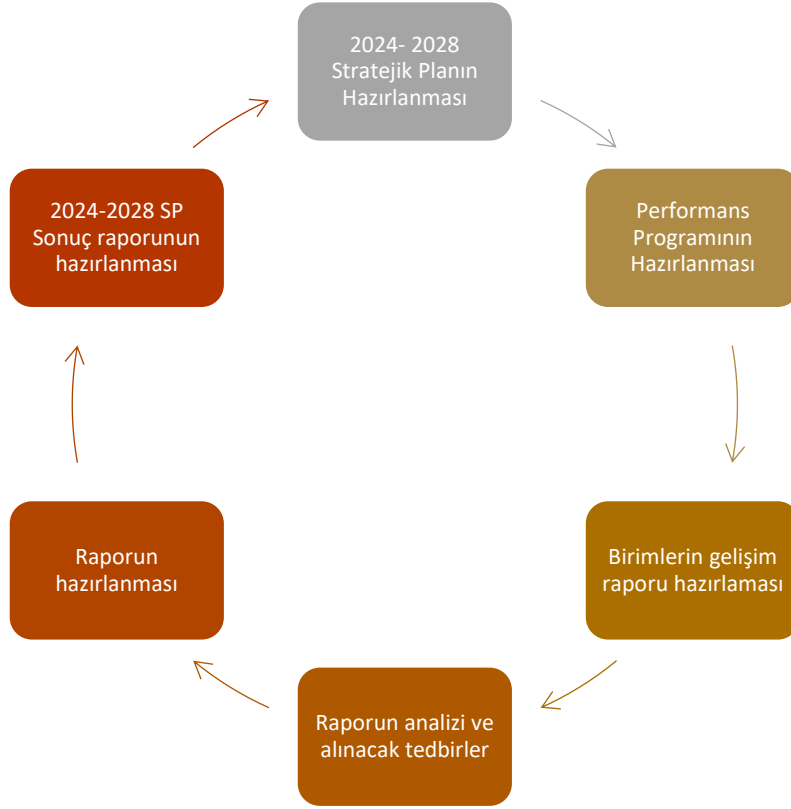 2024- 2028
Stratejik Planın
Hazırlanması
Performans
Programının
Hazırlanması
Birimlerin gelişim
raporu hazırlaması
Raporun analizi ve
alınacak tedbirler
Raporun
hazırlanması
2024-2028 SP
Sonuç raporunun
hazırlanması